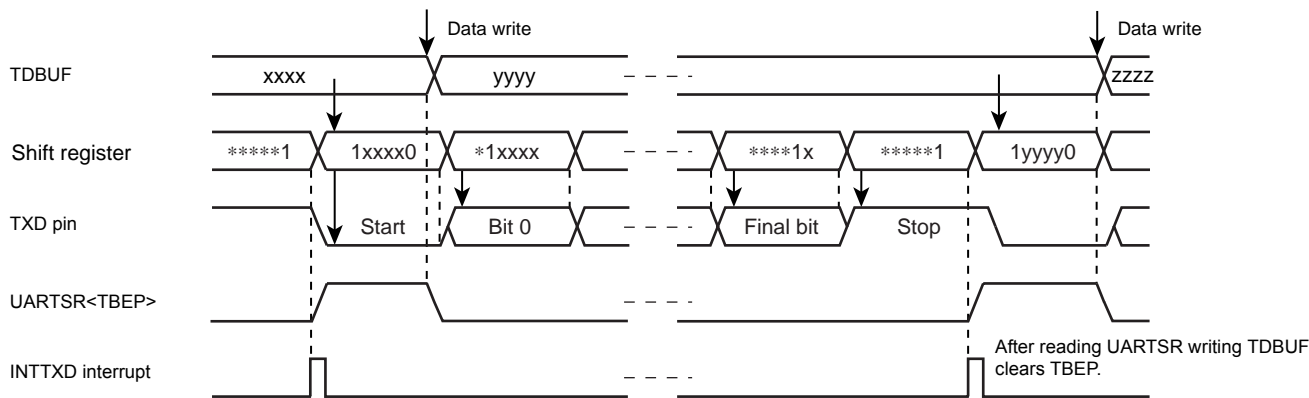 Data write
Data write
TDBUF
xxxx
yyyy
zzzz
Shift register
*****1
1xxxx0
*1xxxx
****1x
*****1
1yyyy0
TXD pin
Start
Bit 0
Final bit
Stop
UARTSR<TBEP>
INTTXD interrupt
After reading UARTSR writing TDBUF
clears TBEP.